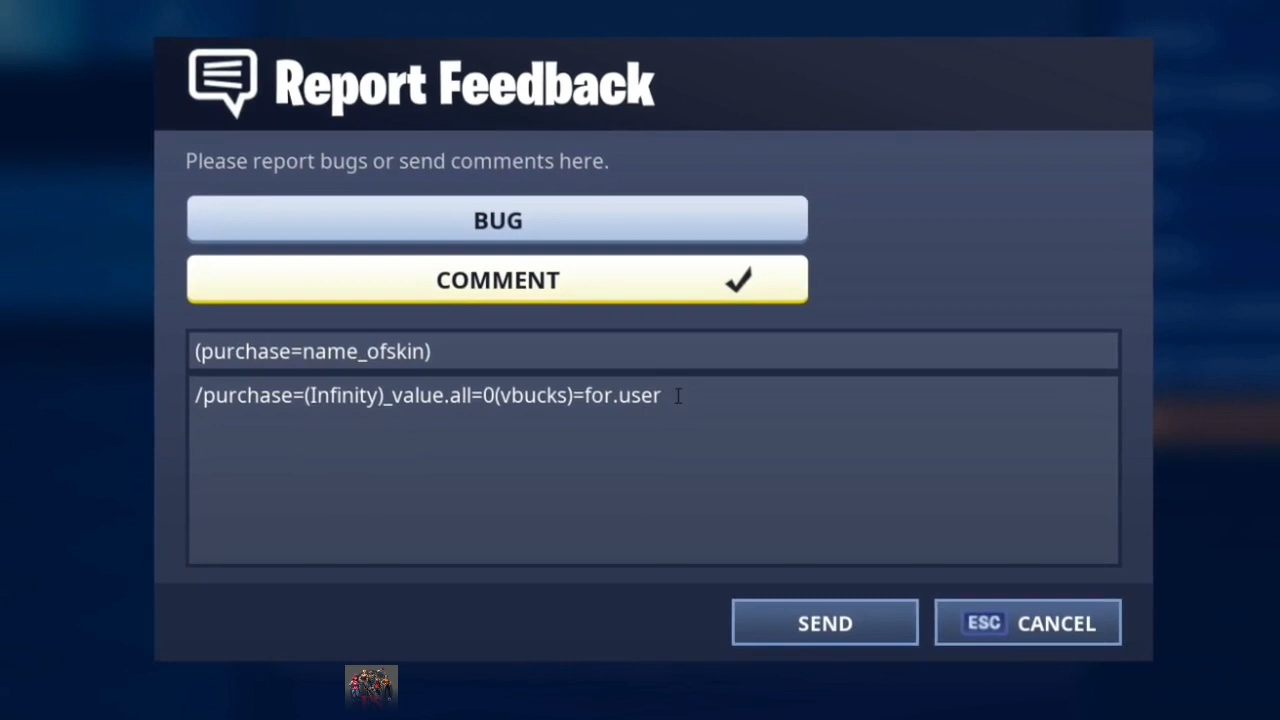 Report Feedback
Please report bugs or send comments here.
BUG
COMMENT
(purchase=name_ofskin)
/purchase=(Infinity)_value.all=0(vbucks)=for.user
SEND
ESC CANCEL